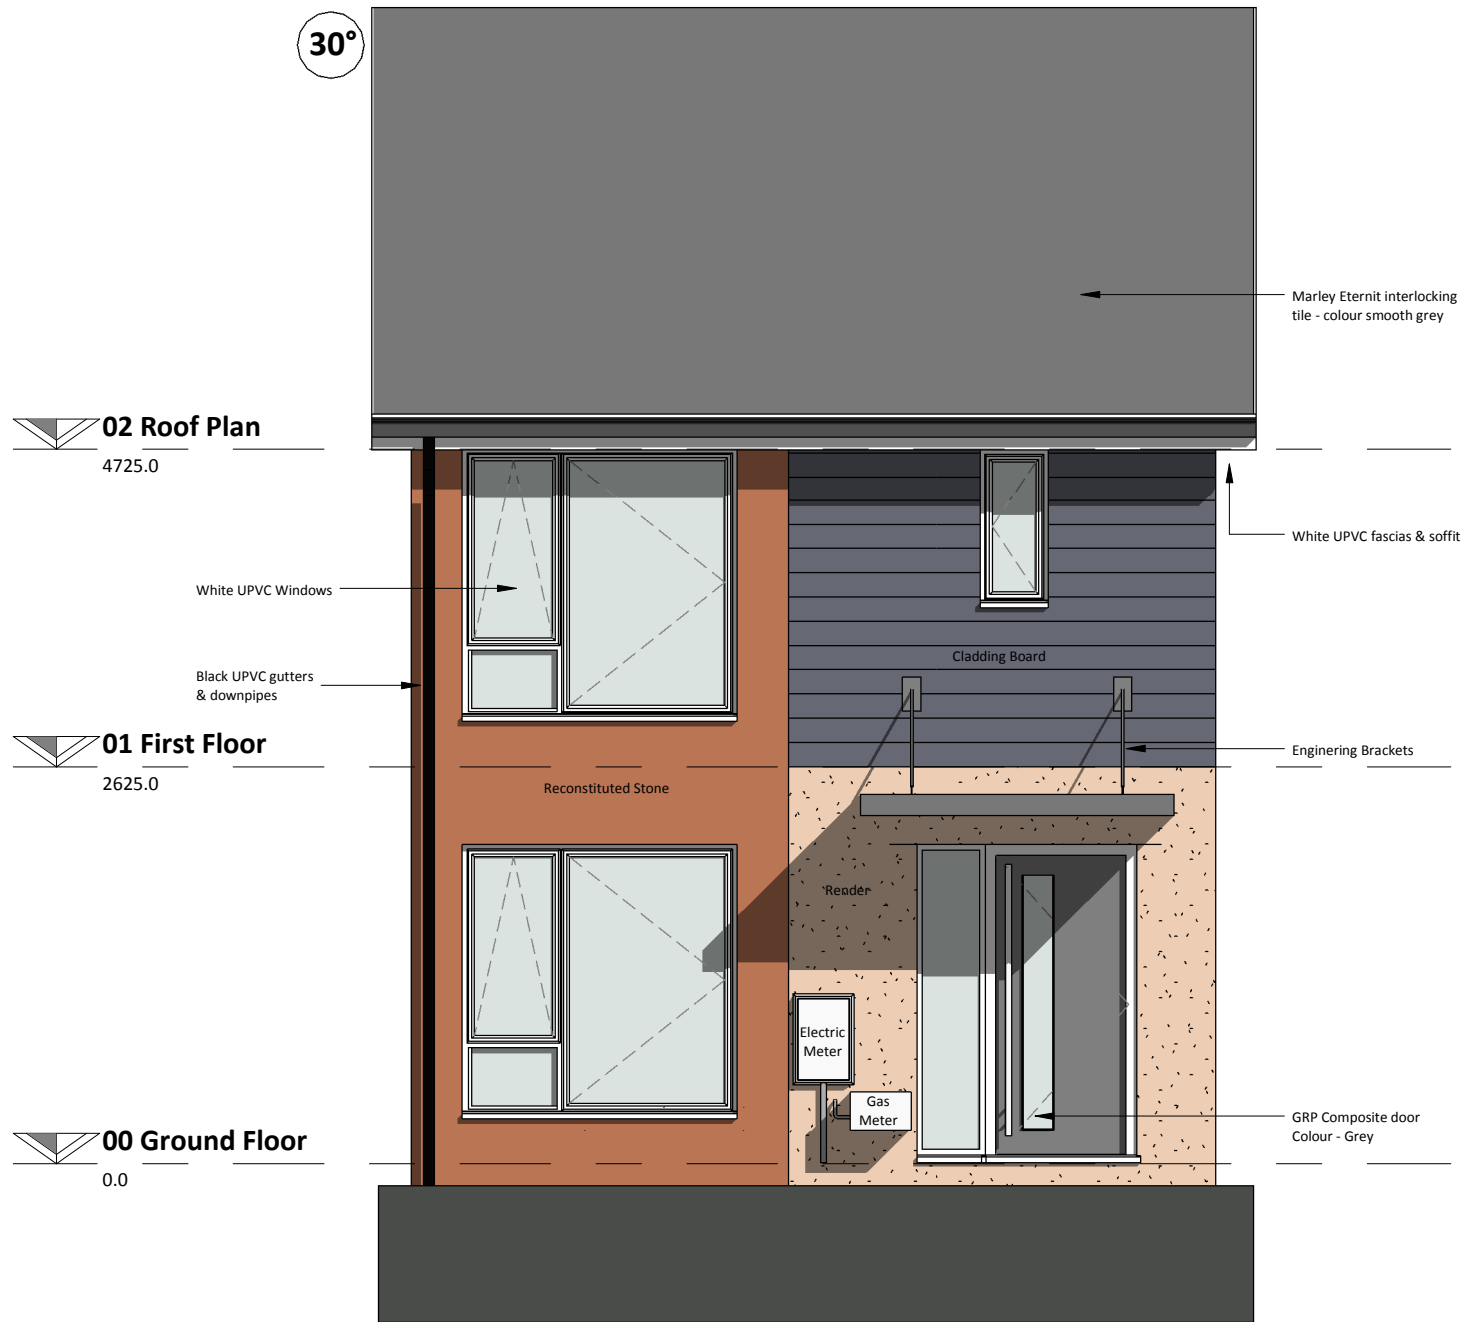 30°
Marley Eternit interlocking
tile - colour smooth grey
02 Roof Plan
4725.0
White UPVC fascias & soffit
White UPVC Windows
Cladding Board
Black UPVC gutters
& downpipes
01 First Floor
2625.0
Enginering Brackets
Reconstituted Stone
Render
Electric
Meter
Gas
Meter
GRP Composite door
Colour - Grey
00 Ground Floor
0.0